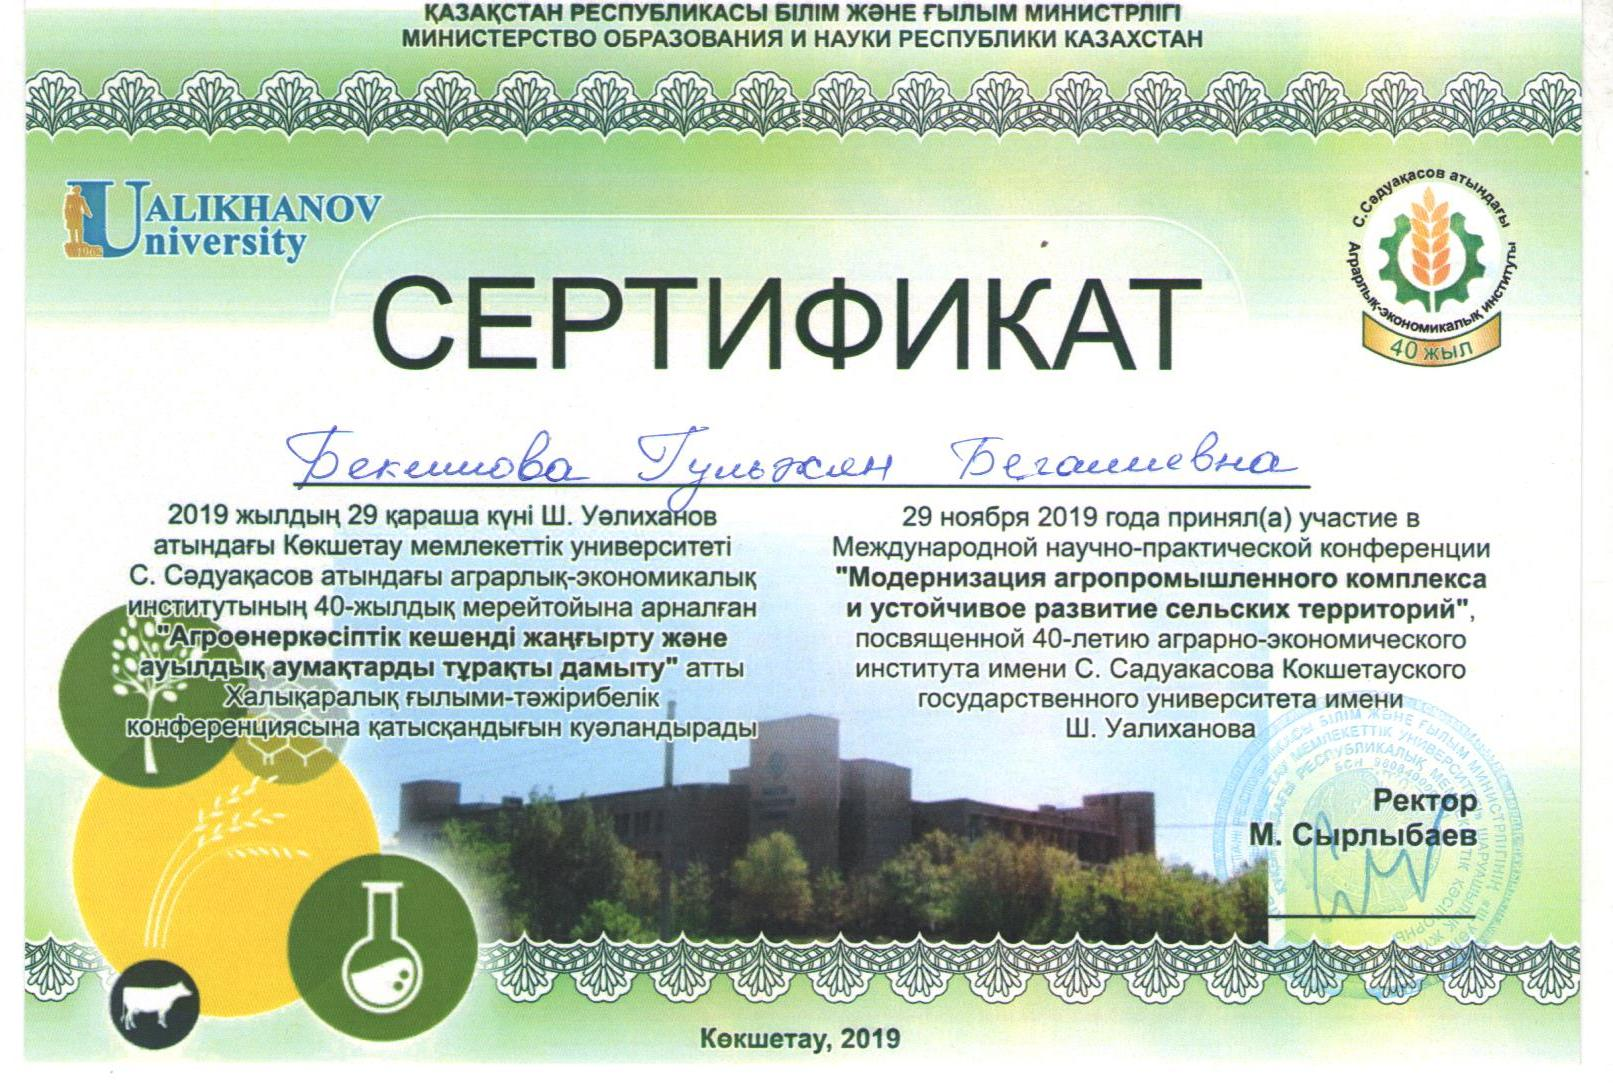 ҚАЗАҚСТАН РЕСПУБЛИКАСЫ БІЛІМ ЖӘНЕ ҒЫЛЫМ МИНИСТРЛІГІ
МИНИСТЕРСТВО ОБРАЗОВАНИЯ И НАУКИ РЕСПУБЛИКИ КАЗАХСТАН
UALIKHANOV
University
С.Сәдуақасов атындағы
Аграрлық-экономикалық институты
40 жыл
СЕРТИФИКАТ
Бекешова Гульжян Бегашевна
2019 жылдың 29 қараша күні Ш. Уәлиханов
атындағы Көкшетау мемлекеттік университеті
С. Сәдуақасов атындағы аграрлық-экономикалық
институтының 40-жылдық мерейтойына арналған
"Агроөнеркәсіптік кешенді жаңғырту және
ауылдық аумақтарды тұрақты дамыту" атты
Халықаралық ғылыми-тәжірибелік
конференциясына қатысқандығын куәландырады
29 ноября 2019 года принял(а) участие в
Международной научно-практической конференции
"Модернизация агропромышленного комплекса
и устойчивое развитие сельских территорий",
посвященной 40-летию аграрно-экономического
института имени С. Садуакасова Кокшетауского
государственного университета имени
Ш. Уалиханова
Ректор
М. Сырлыбаев
Көкшетау, 2019